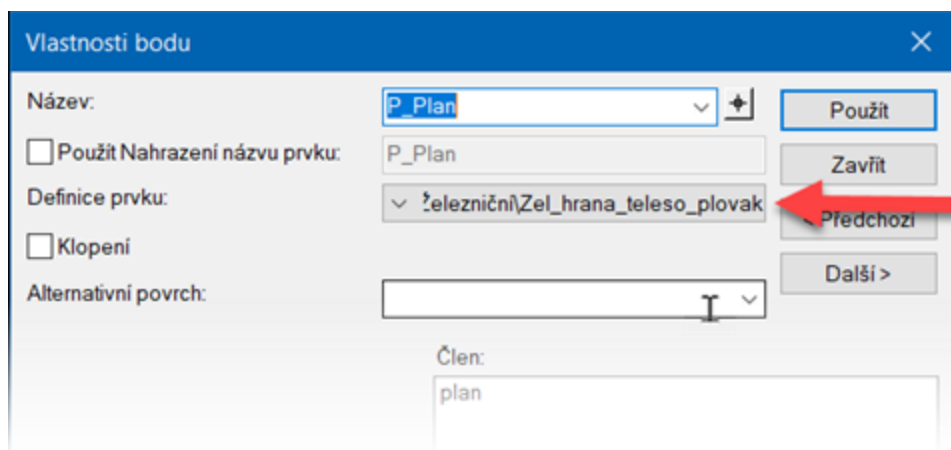 Vlastnosti bodu
Název:
P_Plan
Použít
Použít Nahrazení názvu prvku:
P_Plan
Zavřít
Definice prvku:
Železniční\Zel_hrana_teleso_plovak
Předchozí
Klopení
Další >
Alternativní povrch:
Člen:
plan